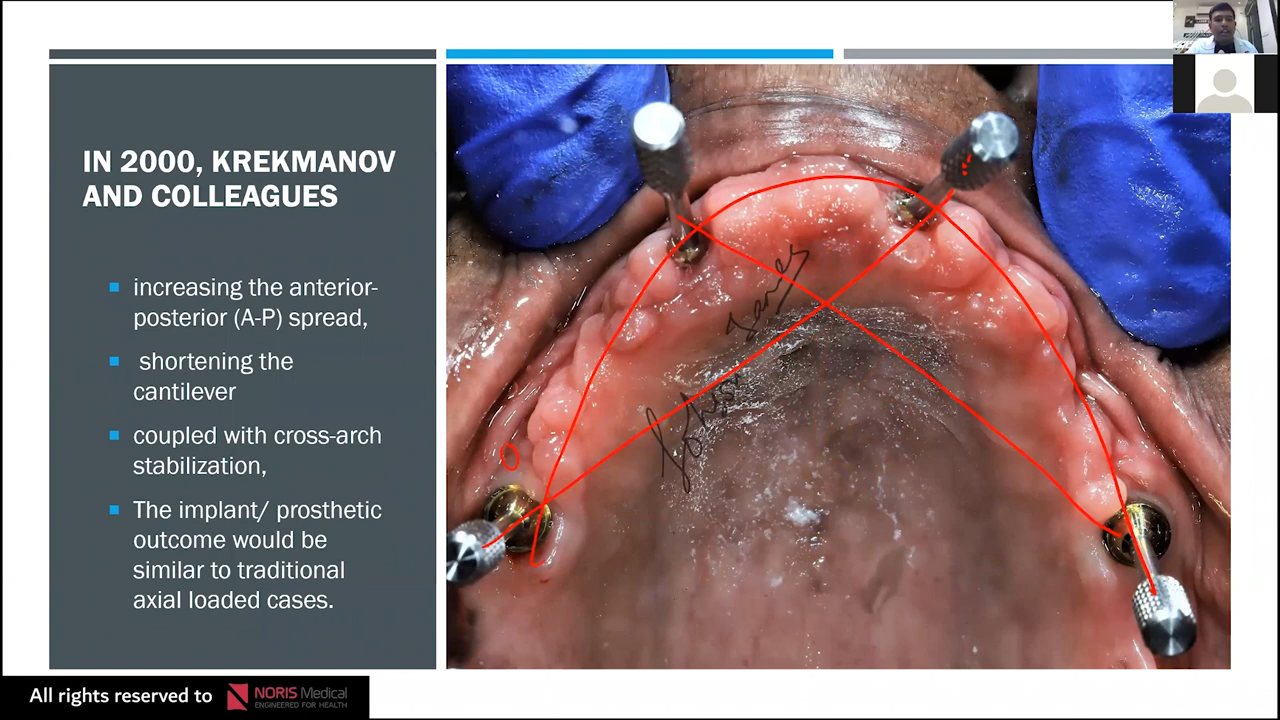 IN 2000, KREKMANOV
AND COLLEAGUES
increasing the anterior-
posterior (A-P) spread,
shortening the
cantilever
coupled with cross-arch
stabilization,
The implant/ prosthetic
outcome would be
similar to traditional
axial loaded cases.
James
All rights reserved to
NORIS Medical
ENGINEERED FOR HEALTH